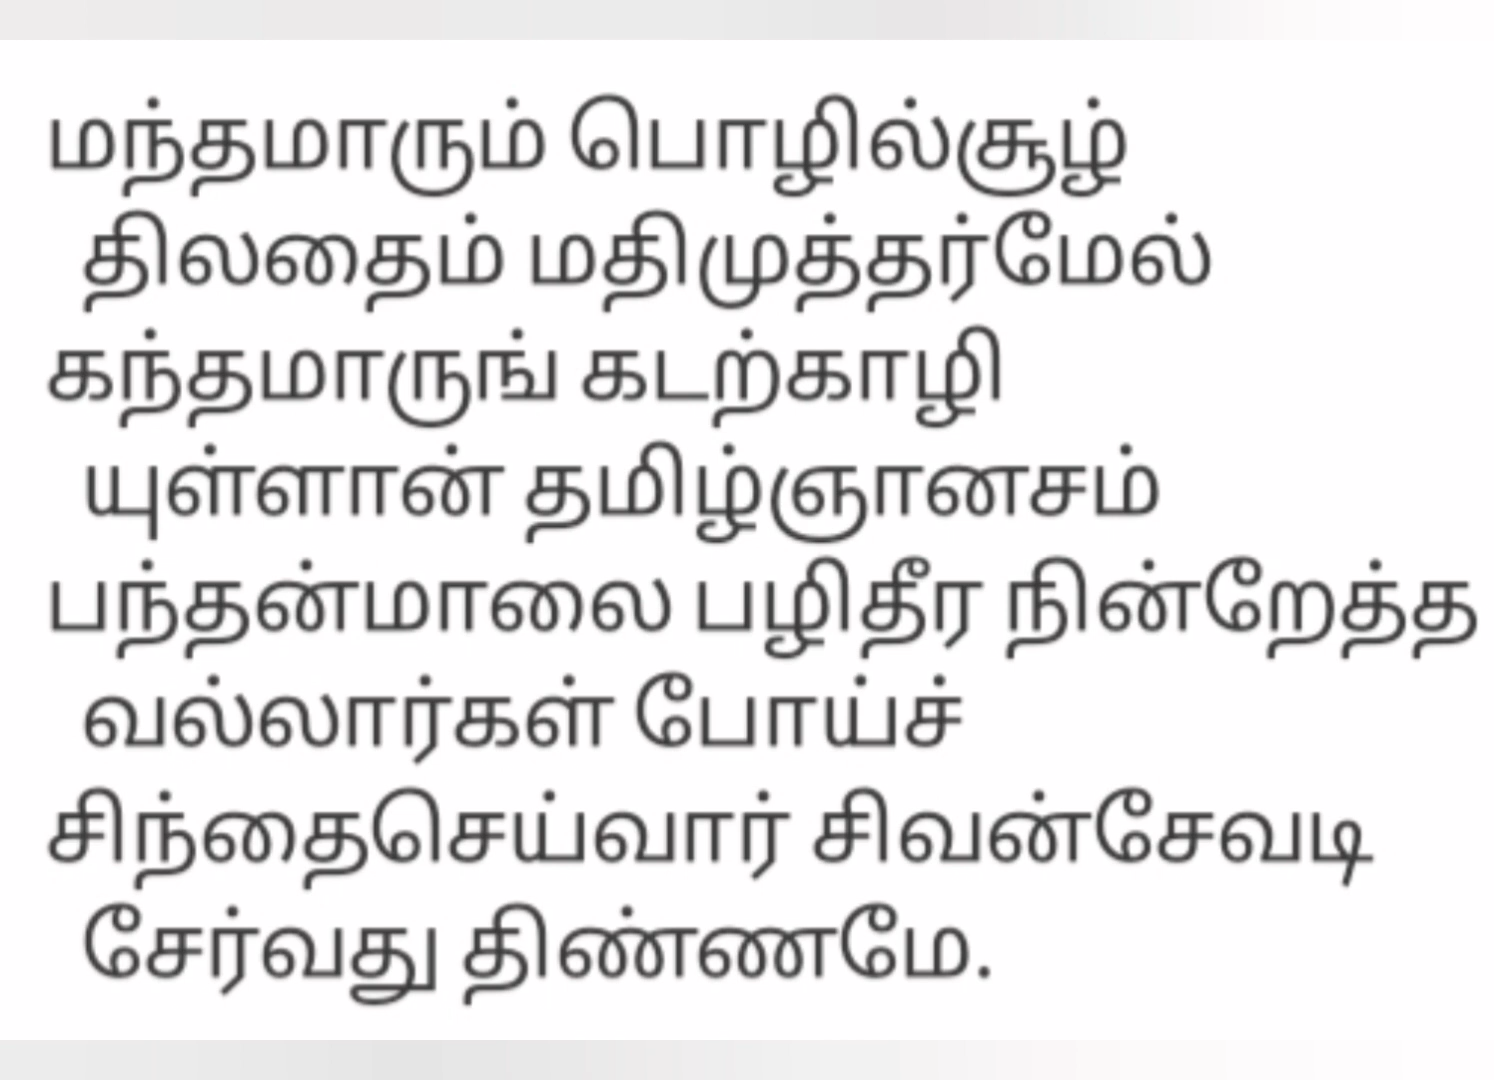 மந்தமாரும் பொழில்சூழ்
திலதைம் மதிமுத்தர்மேல்
கந்தமாருங் கடற்காழி
யுள்ளான் தமிழ்ஞானசம்
பந்தன்மாலை பழிதீர நின்றேத்த
வல்லார்கள் போய்ச்
சிந்தைசெய்வார் சிவன்சேவடி
சேர்வது திண்ணமே.